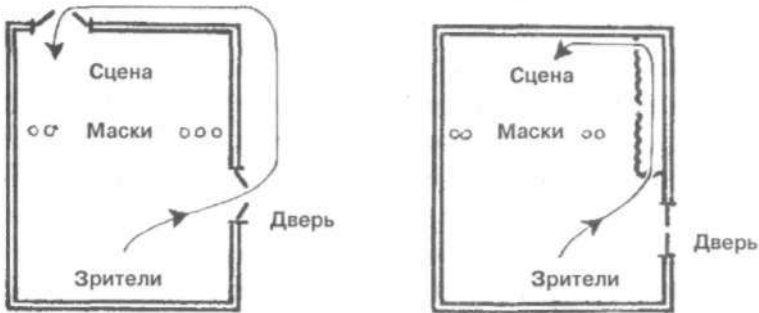 Сцена
Маски
Дверь
Зрители
Сцена
Маски
Дверь
Зрители